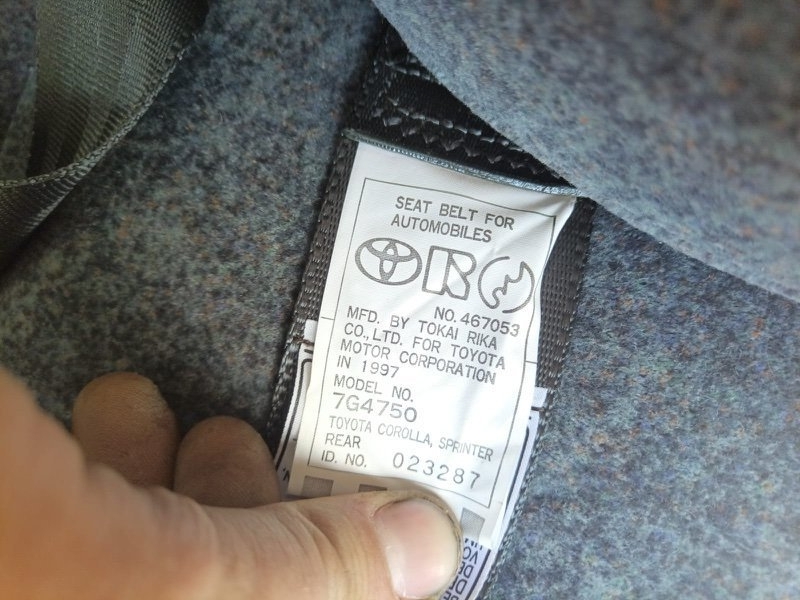 SEAT BELT FOR
AUTOMOBILES
NO. 467053
MFD. BY TOKAI RIKA
CO., LTD. FOR TOYOTA
MOTOR CORPORATION
IN 1997
MODEL NO.
7G4750
TOYOTA COROLLA, SPRINTER
REAR
ID. NO. 023287